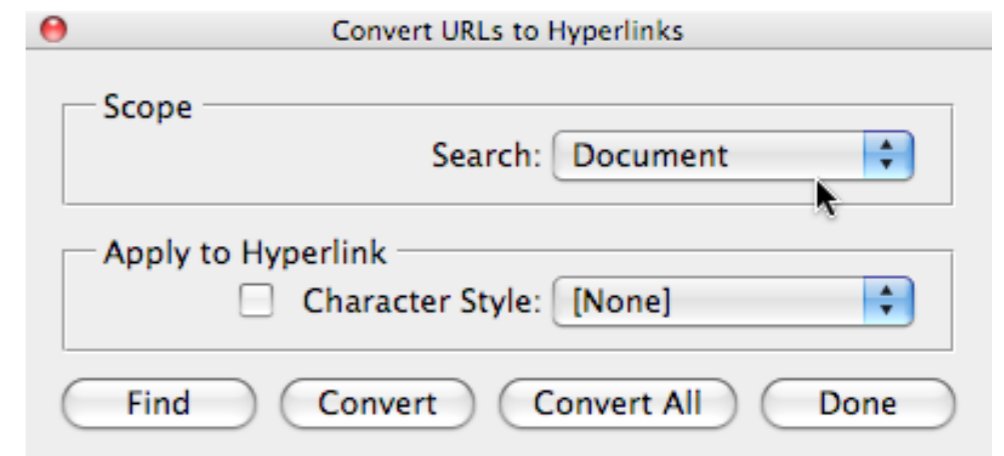 Convert URLs to Hyperlinks
Scope
Search: Document
Apply to Hyperlink
Character Style: [None]
Find Convert Convert All Done